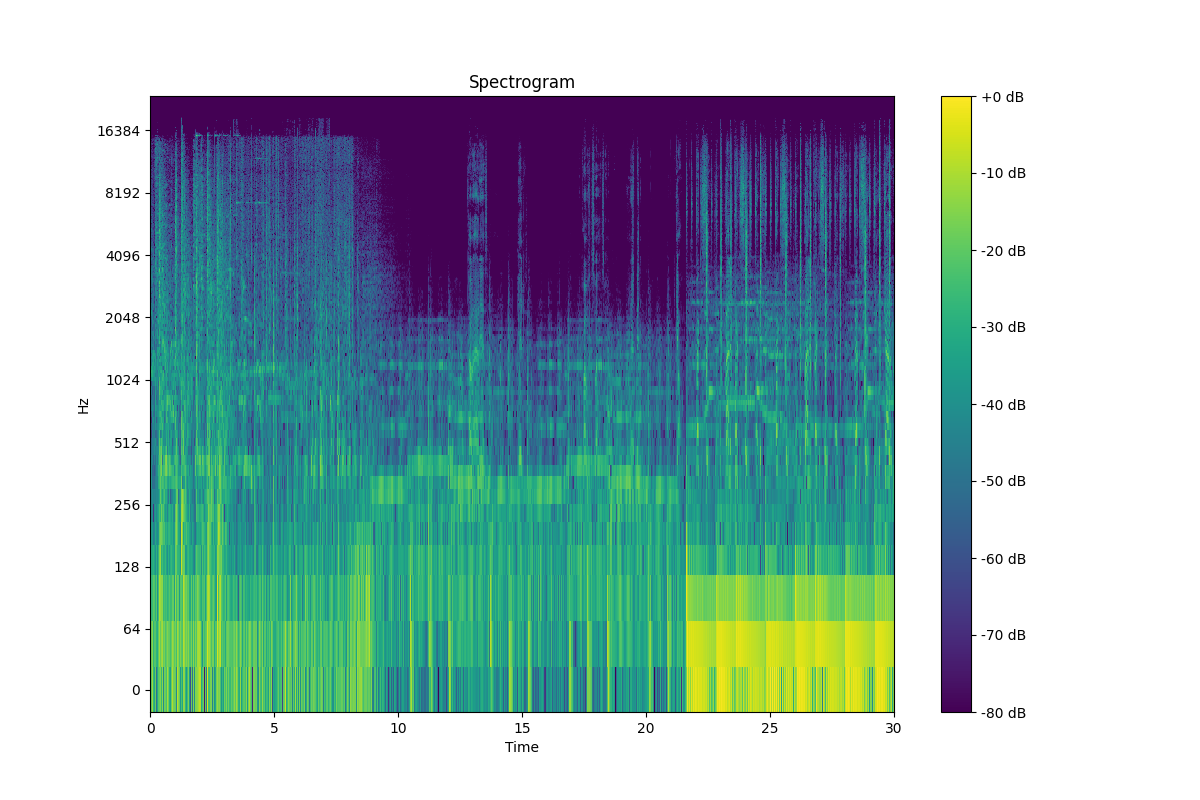 Spectrogram
Hz
16384
8192
4096
2048
1024
512
256
128
64
0
0 5 10 15 20 25 30
Time
+0 dB
-10 dB
-20 dB
-30 dB
-40 dB
-50 dB
-60 dB
-70 dB
-80 dB